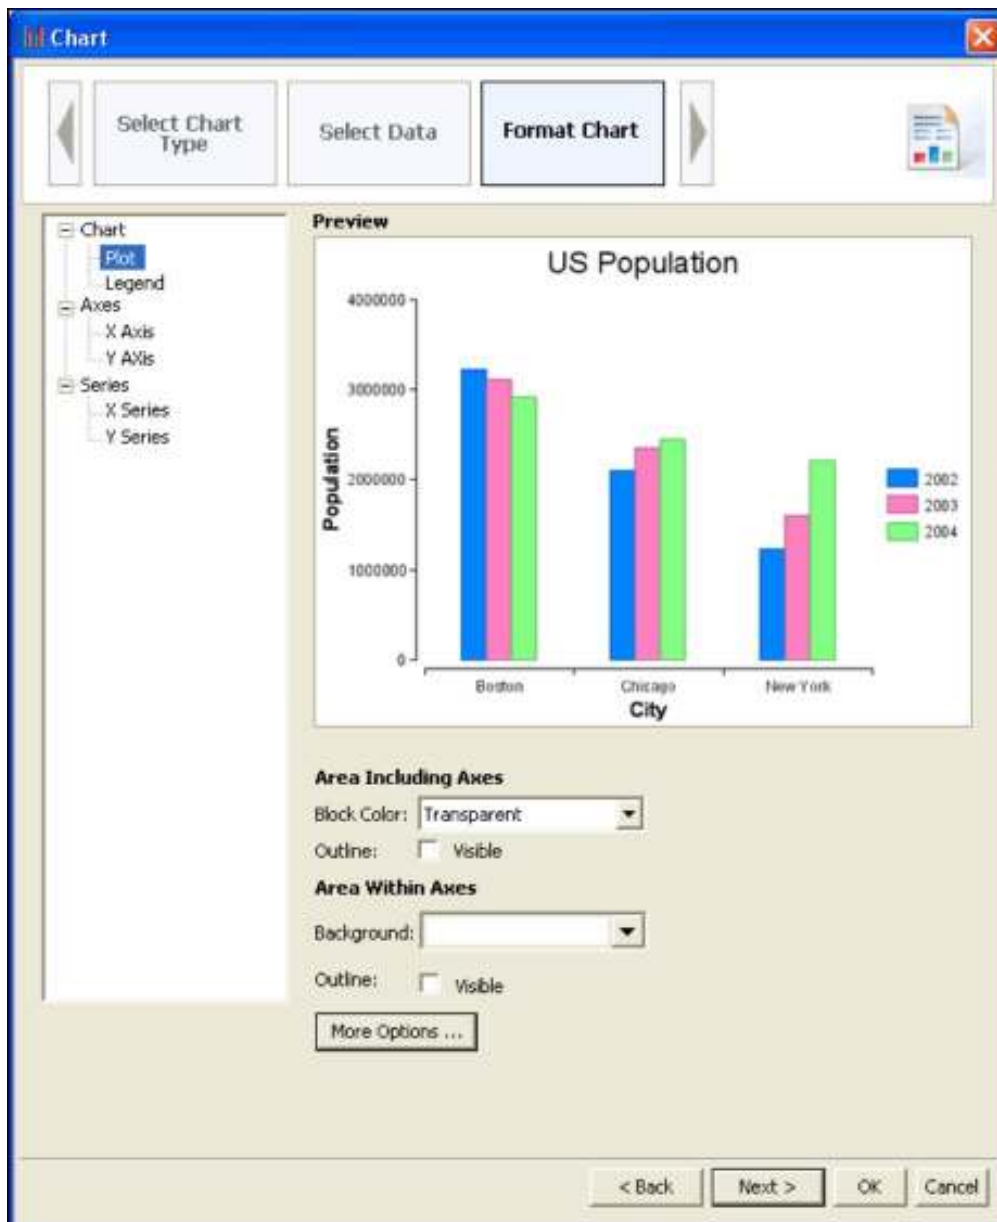 Chart
Select Chart
Type
Select Data
Format Chart
Chart
Plot
Legend
Axes
X Axis
Y AXis
Series
X Series
Y Series
Preview
US Population
4000000
3000000
2000000
1000000
0
Population
Boston
Chicago
New York
City
2002
2003
2004
Area Including Axes
Block Color: Transparent
Outline: Visible
Area Within Axes
Background:
Outline: Visible
More Options ...
< Back
Next >
OK
Cancel